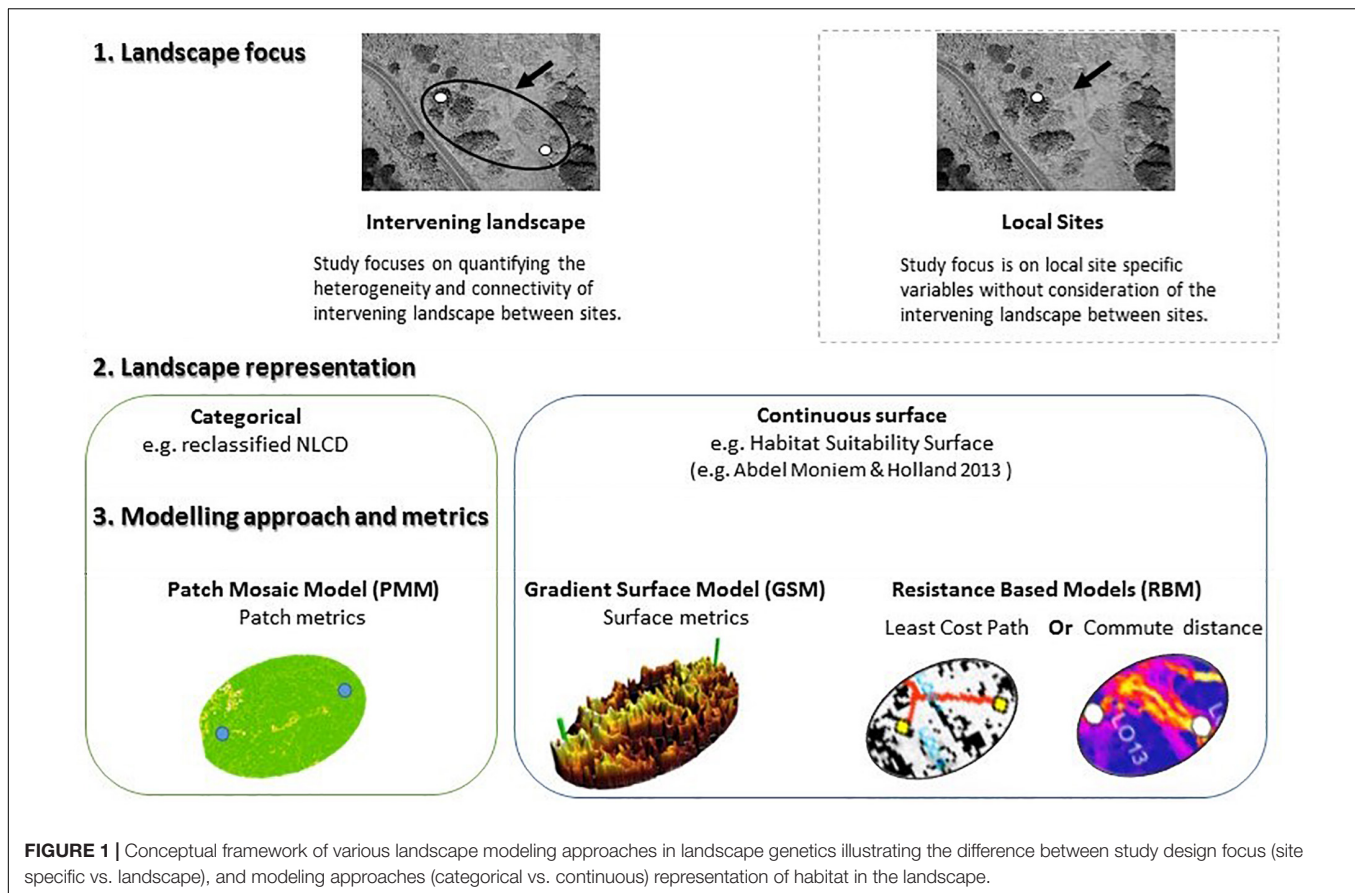 1. Landscape focus
Intervening landscape
Study focuses on quantifying the
heterogeneity and connectivity of
intervening landscape between sites.
Local Sites
Study focus is on local site specific
variables without consideration of the
intervening landscape between sites.
2. Landscape representation
Categorical
e.g. reclassified NLCD
Continuous surface
e.g. Habitat Suitability Surface
(e.g. Abdel Moniem & Holland 2013 )
3. Modelling approach and metrics
Patch Mosaic Model (PMM)
Patch metrics
Gradient Surface Model (GSM)
Surface metrics
Resistance Based Models (RBM)
Least Cost Path Or Commute distance
LO13
FIGURE 1 | Conceptual framework of various landscape modeling approaches in landscape genetics illustrating the difference between study design focus (site
specific vs. landscape), and modeling approaches (categorical vs. continuous) representation of habitat in the landscape.